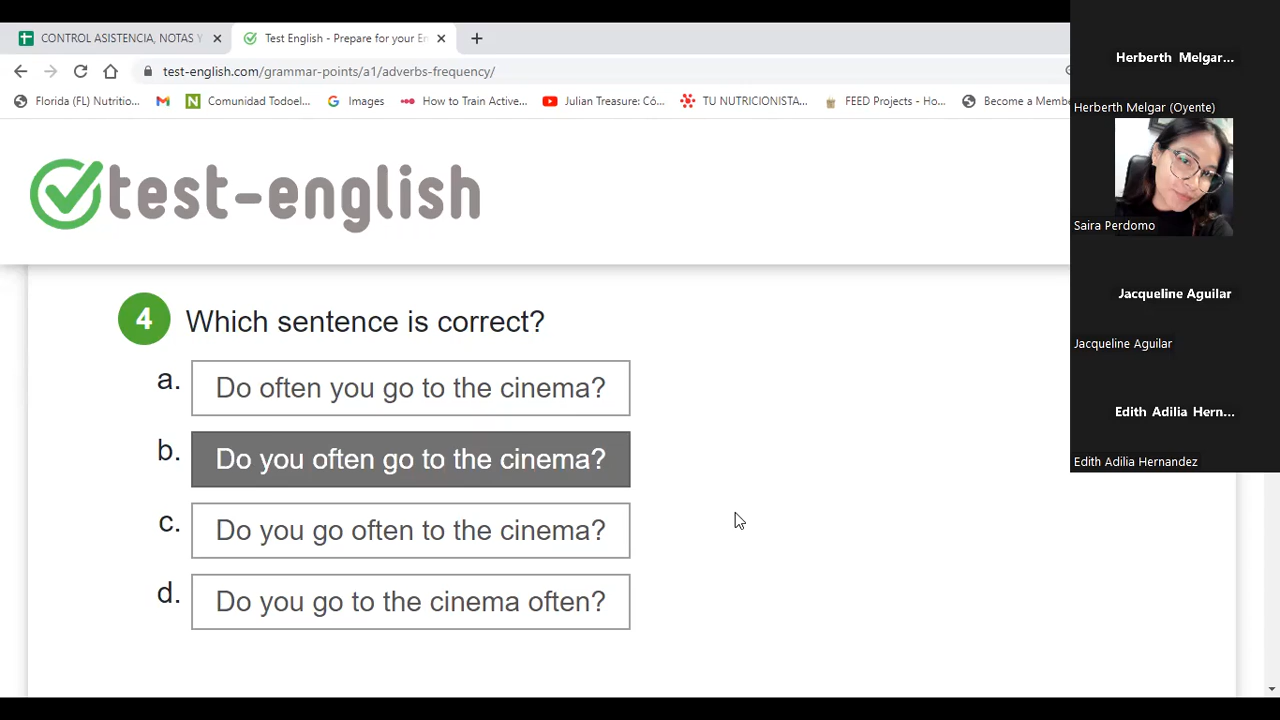 CONTROL ASISTENCIA, NOTAS Y
Test English - Prepare for your En
test-english.com/grammar-points/a1/adverbs-frequency/
Florida (FL) Nutritio...
Comunidad Todoel...
Images
How to Train Active...
Julian Treasure: Có...
TU NUTRICIONISTA...
FEED Projects - Ho...
Become a Membe
test-english
4 Which sentence is correct?
a. Do often you go to the cinema?
b. Do you often go to the cinema?
c. Do you go often to the cinema?
d. Do you go to the cinema often?
Herberth Melgar...
Herberth Melgar (Oyente)
Saira Perdomo
Jacqueline Aguilar
Jacqueline Aguilar
Edith Adilia Hern...
Edith Adilia Hernandez